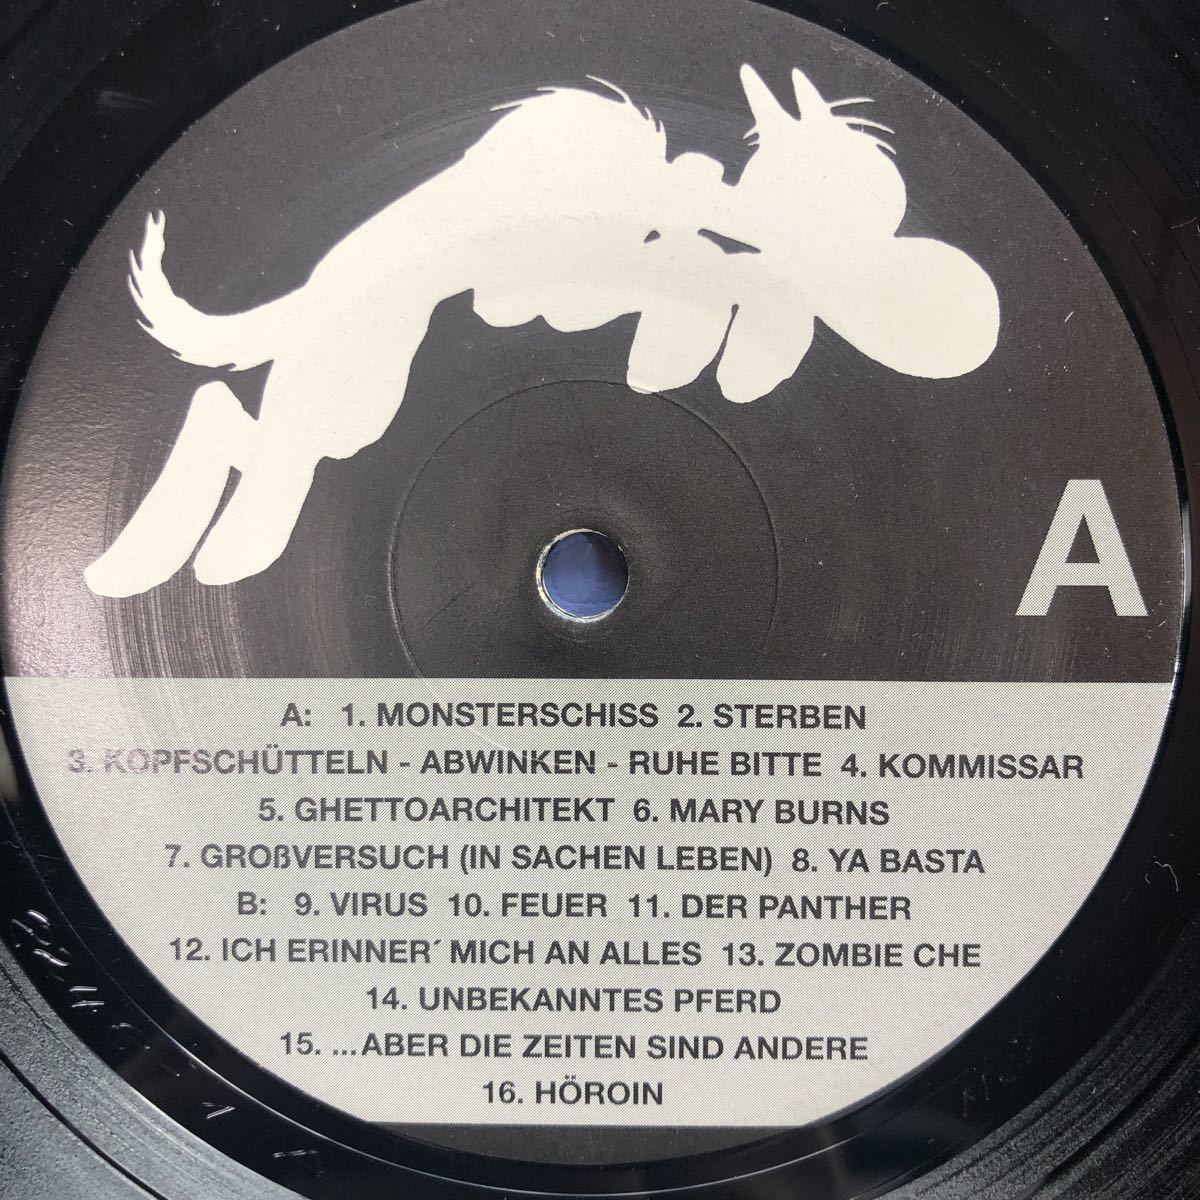 A
A: 1. MONSTERSCHISS 2. STERBEN
3. KOPFSCHÜTTELN - ABWINKEN - RUHE BITTE 4. KOMMISSAR
5. GHETTOARCHITEKT 6. MARY BURNS
7. GROßVERSUCH (IN SACHEN LEBEN) 8. YA BASTA
B: 9. VIRUS 10. FEUER 11. DER PANTHER
12. ICH ERINNER´ MICH AN ALLES 13. ZOMBIE CHE
14. UNBEKANNTES PFERD
15. ...ABER DIE ZEITEN SIND ANDERE
16. HÖROIN